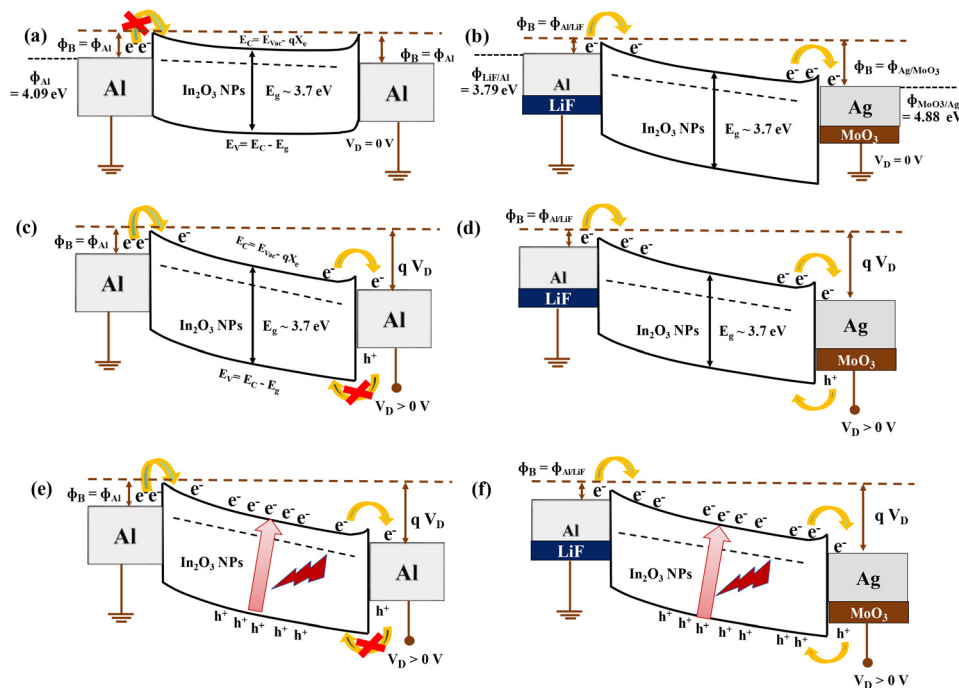 (a)
Φ_B = Φ_Al
e⁻ e⁻
E_C = E_Vac - qX_e
Φ_B = Φ_Al
Φ_Al
= 4.09 eV
Al
In₂O₃ NPs
E_g ~ 3.7 eV
Al
E_V = E_C - E_g
V_D = 0 V
(b)
Φ_B = Φ_Al/LiF
e⁻
e⁻ e⁻
e⁻
Φ_B = Φ_Ag/MoO3
Φ_LiF/Al
= 3.79 eV
Al
LiF
In₂O₃ NPs
E_g ~ 3.7 eV
Ag
MoO₃
Φ_MoO3/Ag
= 4.88 eV
V_D = 0 V
(c)
Φ_B = Φ_Al
e⁻ e⁻
e⁻
E_C = E_Vac - qX_e
e⁻
e⁻
q V_D
Al
In₂O₃ NPs
E_g ~ 3.7 eV
Al
h⁺
E_V = E_C - E_g
V_D > 0 V
(d)
Φ_B = Φ_Al/LiF
e⁻
e⁻ e⁻
e⁻
q V_D
Al
LiF
In₂O₃ NPs
E_g ~ 3.7 eV
Ag
MoO₃
h⁺
V_D > 0 V
(e)
Φ_B = Φ_Al
e⁻ e⁻
e⁻
e⁻ e⁻ e⁻ e⁻ e⁻
e⁻
e⁻
q V_D
Al
In₂O₃ NPs
Al
h⁺
h⁺ h⁺ h⁺ h⁺ h⁺
V_D > 0 V
(f)
Φ_B = Φ_Al/LiF
e⁻
e⁻ e⁻ e⁻ e⁻
e⁻ e⁻
e⁻
q V_D
Al
LiF
In₂O₃ NPs
Ag
MoO₃
h⁺ h⁺ h⁺ h⁺ h⁺
h⁺ h⁺
h⁺
V_D > 0 V